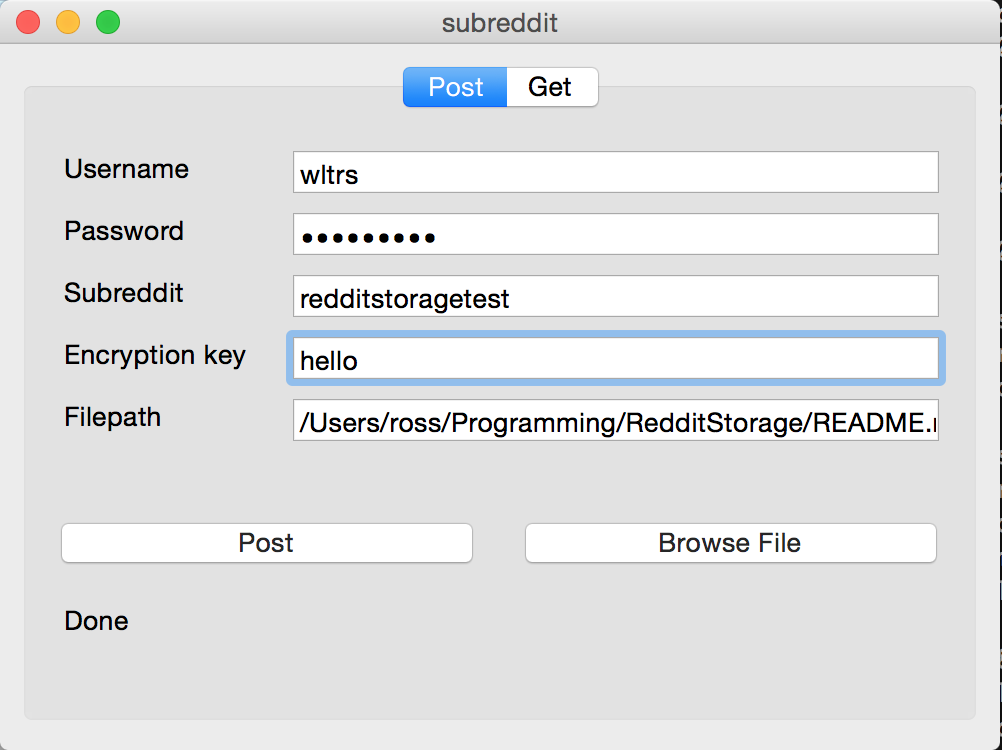 subreddit
Post Get
Username wltrs
Password •••••••••
Subreddit redditstoragetest
Encryption key hello
Filepath /Users/ross/Programming/RedditStorage/README.
Post Browse File
Done